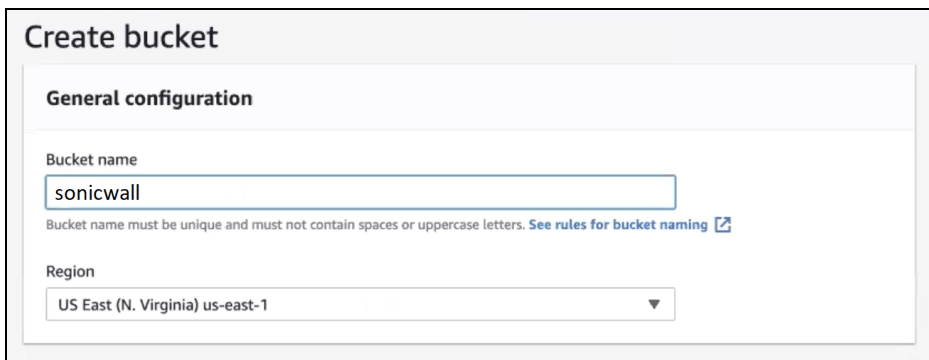 Create bucket
General configuration
Bucket name
sonicwall
Bucket name must be unique and must not contain spaces or uppercase letters. See rules for bucket naming
Region
US East (N. Virginia) us-east-1